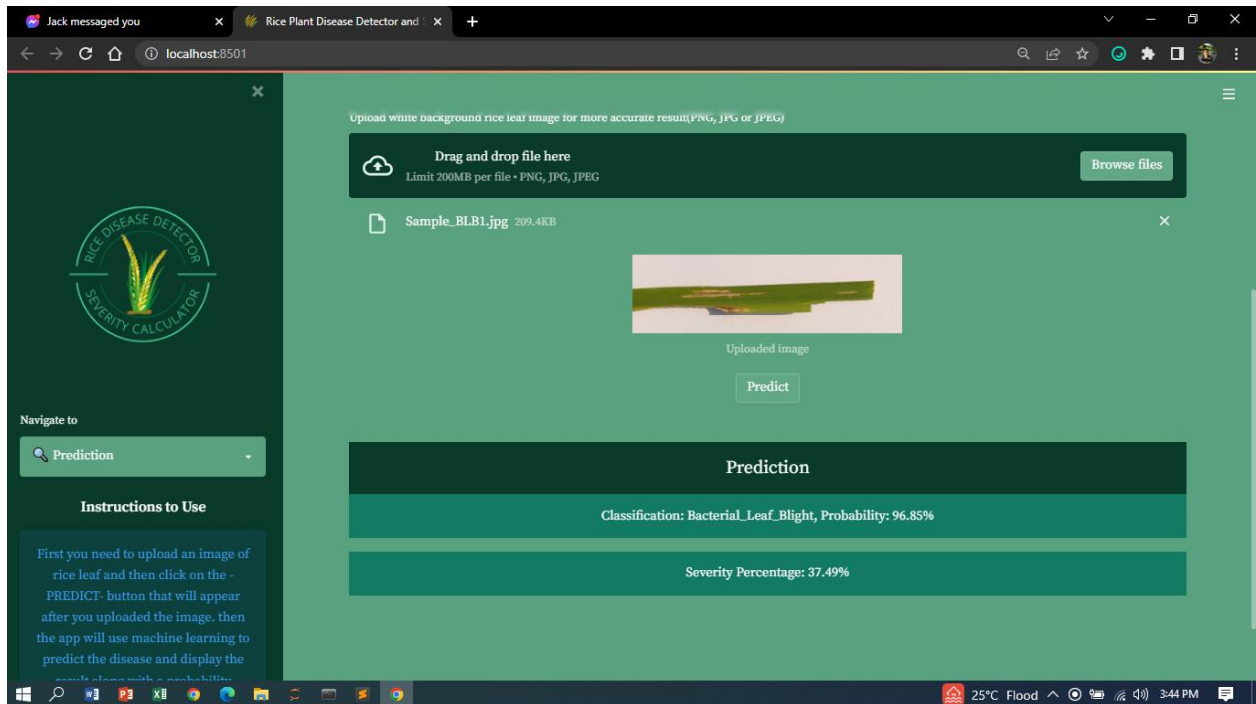 Jack messaged you
Rice Plant Disease Detector and S
localhost:8501
RICE DISEASE DETECTOR
SEVERITY CALCULATOR
Navigate to
Prediction
Instructions to Use
First you need to upload an image of
rice leaf and then click on the -
PREDICT- button that will appear
after you uploaded the image. then
the app will use machine learning to
predict the disease and display the
result along with a probability
Upload white background rice leaf image for more accurate result(PNG, JPG or JPEG)
Drag and drop file here
Limit 200MB per file • PNG, JPG, JPEG
Browse files
Sample_BLB1.jpg 209.4KB
Uploaded image
Predict
Prediction
Classification: Bacterial_Leaf_Blight, Probability: 96.85%
Severity Percentage: 37.49%
25°C Flood
3:44 PM